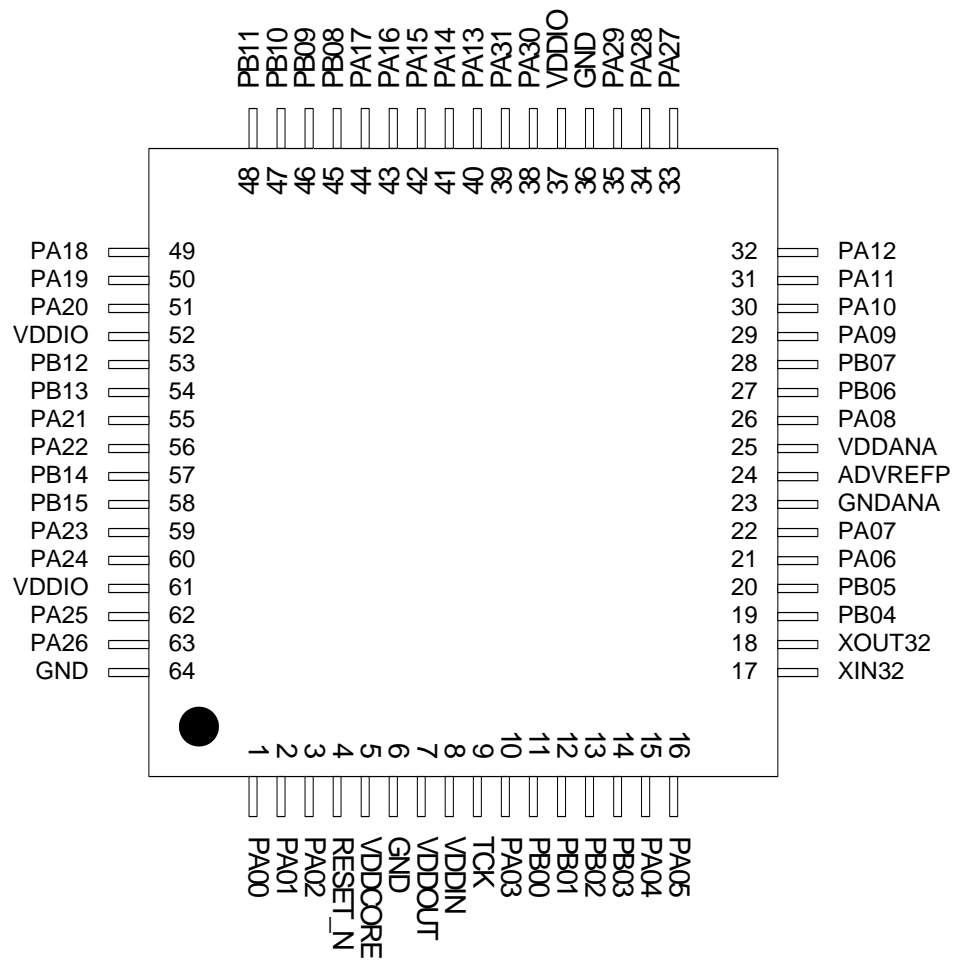 PB11
PB10
PB09
PB08
PA17
PA16
PA15
PA14
PA13
PA31
PA30
VDDIO
GND
PA29
PA28
PA27
48
47
46
45
44
43
42
41
40
39
38
37
36
35
34
33
PA18 49
PA19 50
PA20 51
VDDIO 52
PB12 53
PB13 54
PA21 55
PA22 56
PB14 57
PB15 58
PA23 59
PA24 60
VDDIO 61
PA25 62
PA26 63
GND 64
32 PA12
31 PA11
30 PA10
29 PA09
28 PB07
27 PB06
26 PA08
25 VDDANA
24 ADVREFP
23 GNDANA
22 PA07
21 PA06
20 PB05
19 PB04
18 XOUT32
17 XIN32
1
2
3
4
5
6
7
8
9
10
11
12
13
14
15
16
PA00
PA01
PA02
RESET_N
VDDCORE
GND
VDDOUT
VDDIN
TCK
PA03
PB00
PB01
PB02
PB03
PA04
PA05